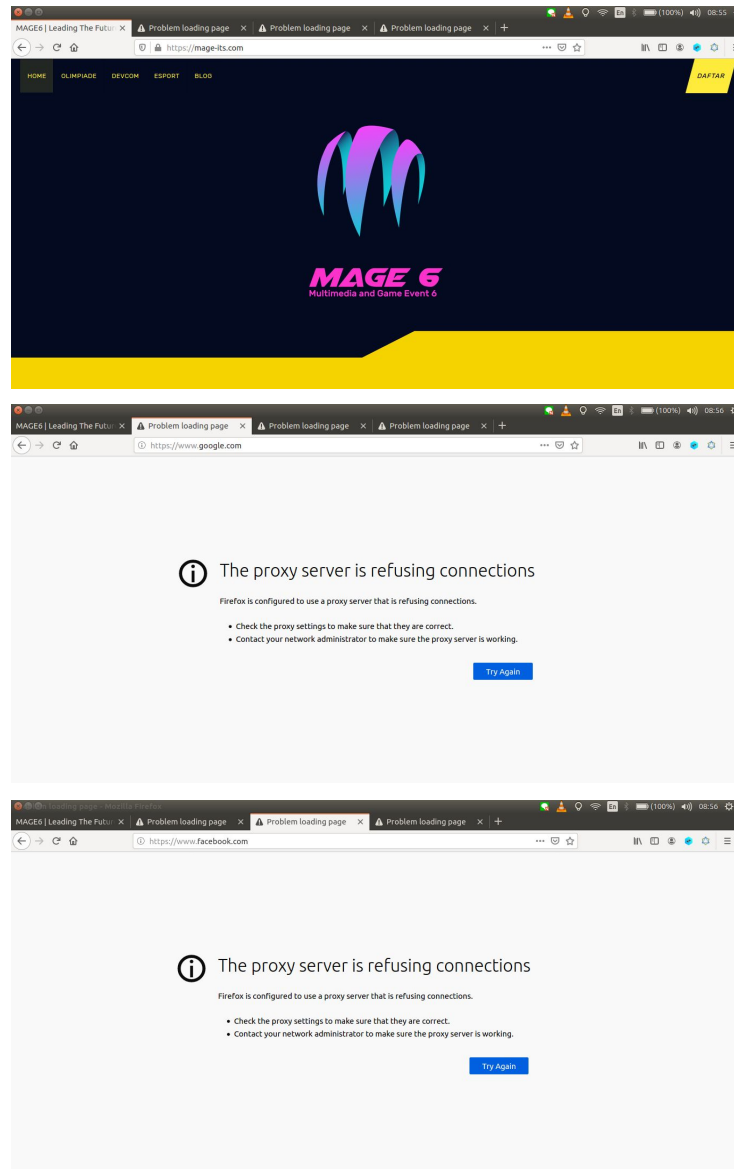 (100%) 08:55
MAGE6 | Leading The Futur Problem loading page Problem loading page Problem loading page
https://mage-its.com
HOME OLIMPIADE DEVCOM ESPORT BLOG DAFTAR
MAGE 6
Multimedia and Game Event 6
En (100%) 08:56
MAGE6 | Leading The Futur Problem loading page Problem loading page Problem loading page
https://www.google.com
The proxy server is refusing connections
Firefox is configured to use a proxy server that is refusing connections.
• Check the proxy settings to make sure that they are correct.
• Contact your network administrator to make sure the proxy server is working.
Try Again
loading page - Mozilla Firefox En (100%) 08:56
MAGE6 | Leading The Futur Problem loading page Problem loading page Problem loading page
https://www.facebook.com
The proxy server is refusing connections
Firefox is configured to use a proxy server that is refusing connections.
• Check the proxy settings to make sure that they are correct.
• Contact your network administrator to make sure the proxy server is working.
Try Again